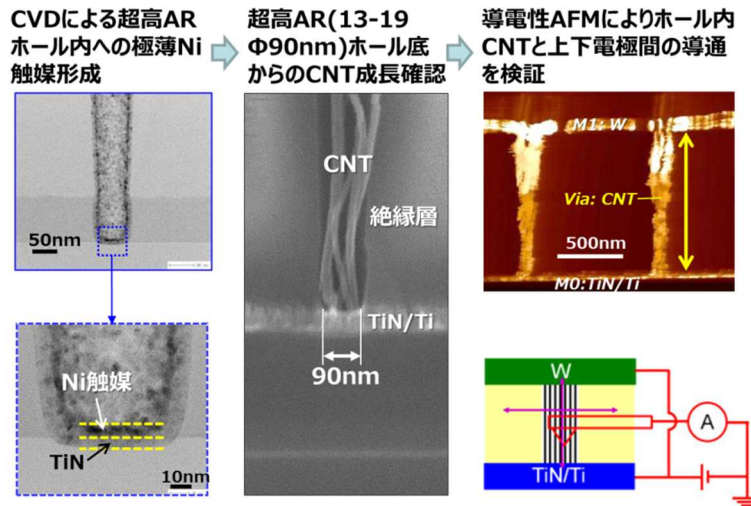 CVDによる超高AR
ホール内への極薄Ni
触媒形成
超高AR(13-19
Φ90nm)ホール底
からのCNT成長確認
導電性AFMによりホール内
CNTと上下電極間の導通
を検証
50nm
Ni触媒
TiN
10nm
CNT
絶縁層
TiN/Ti
90nm
M1: W
Via: CNT
500nm
M0:TiN/Ti
W
A
TiN/Ti